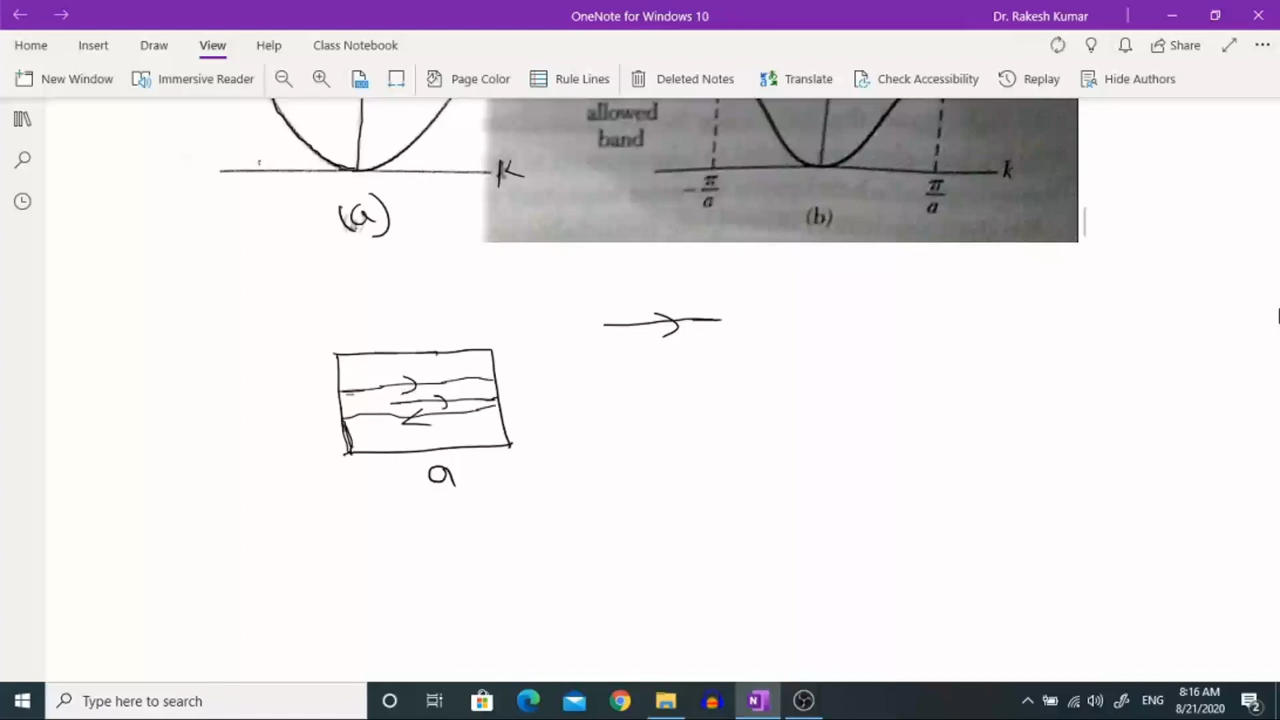 OneNote for Windows 10
Dr. Rakesh Kumar
Home Insert Draw View Help Class Notebook
Share
New Window Immersive Reader Page Color Rule Lines Deleted Notes Translate Check Accessibility Replay Hide Authors
allowed
band
K
k
- π/a
π/a
(a)
(b)
a
Type here to search
ENG
8:16 AM
8/21/2020
2